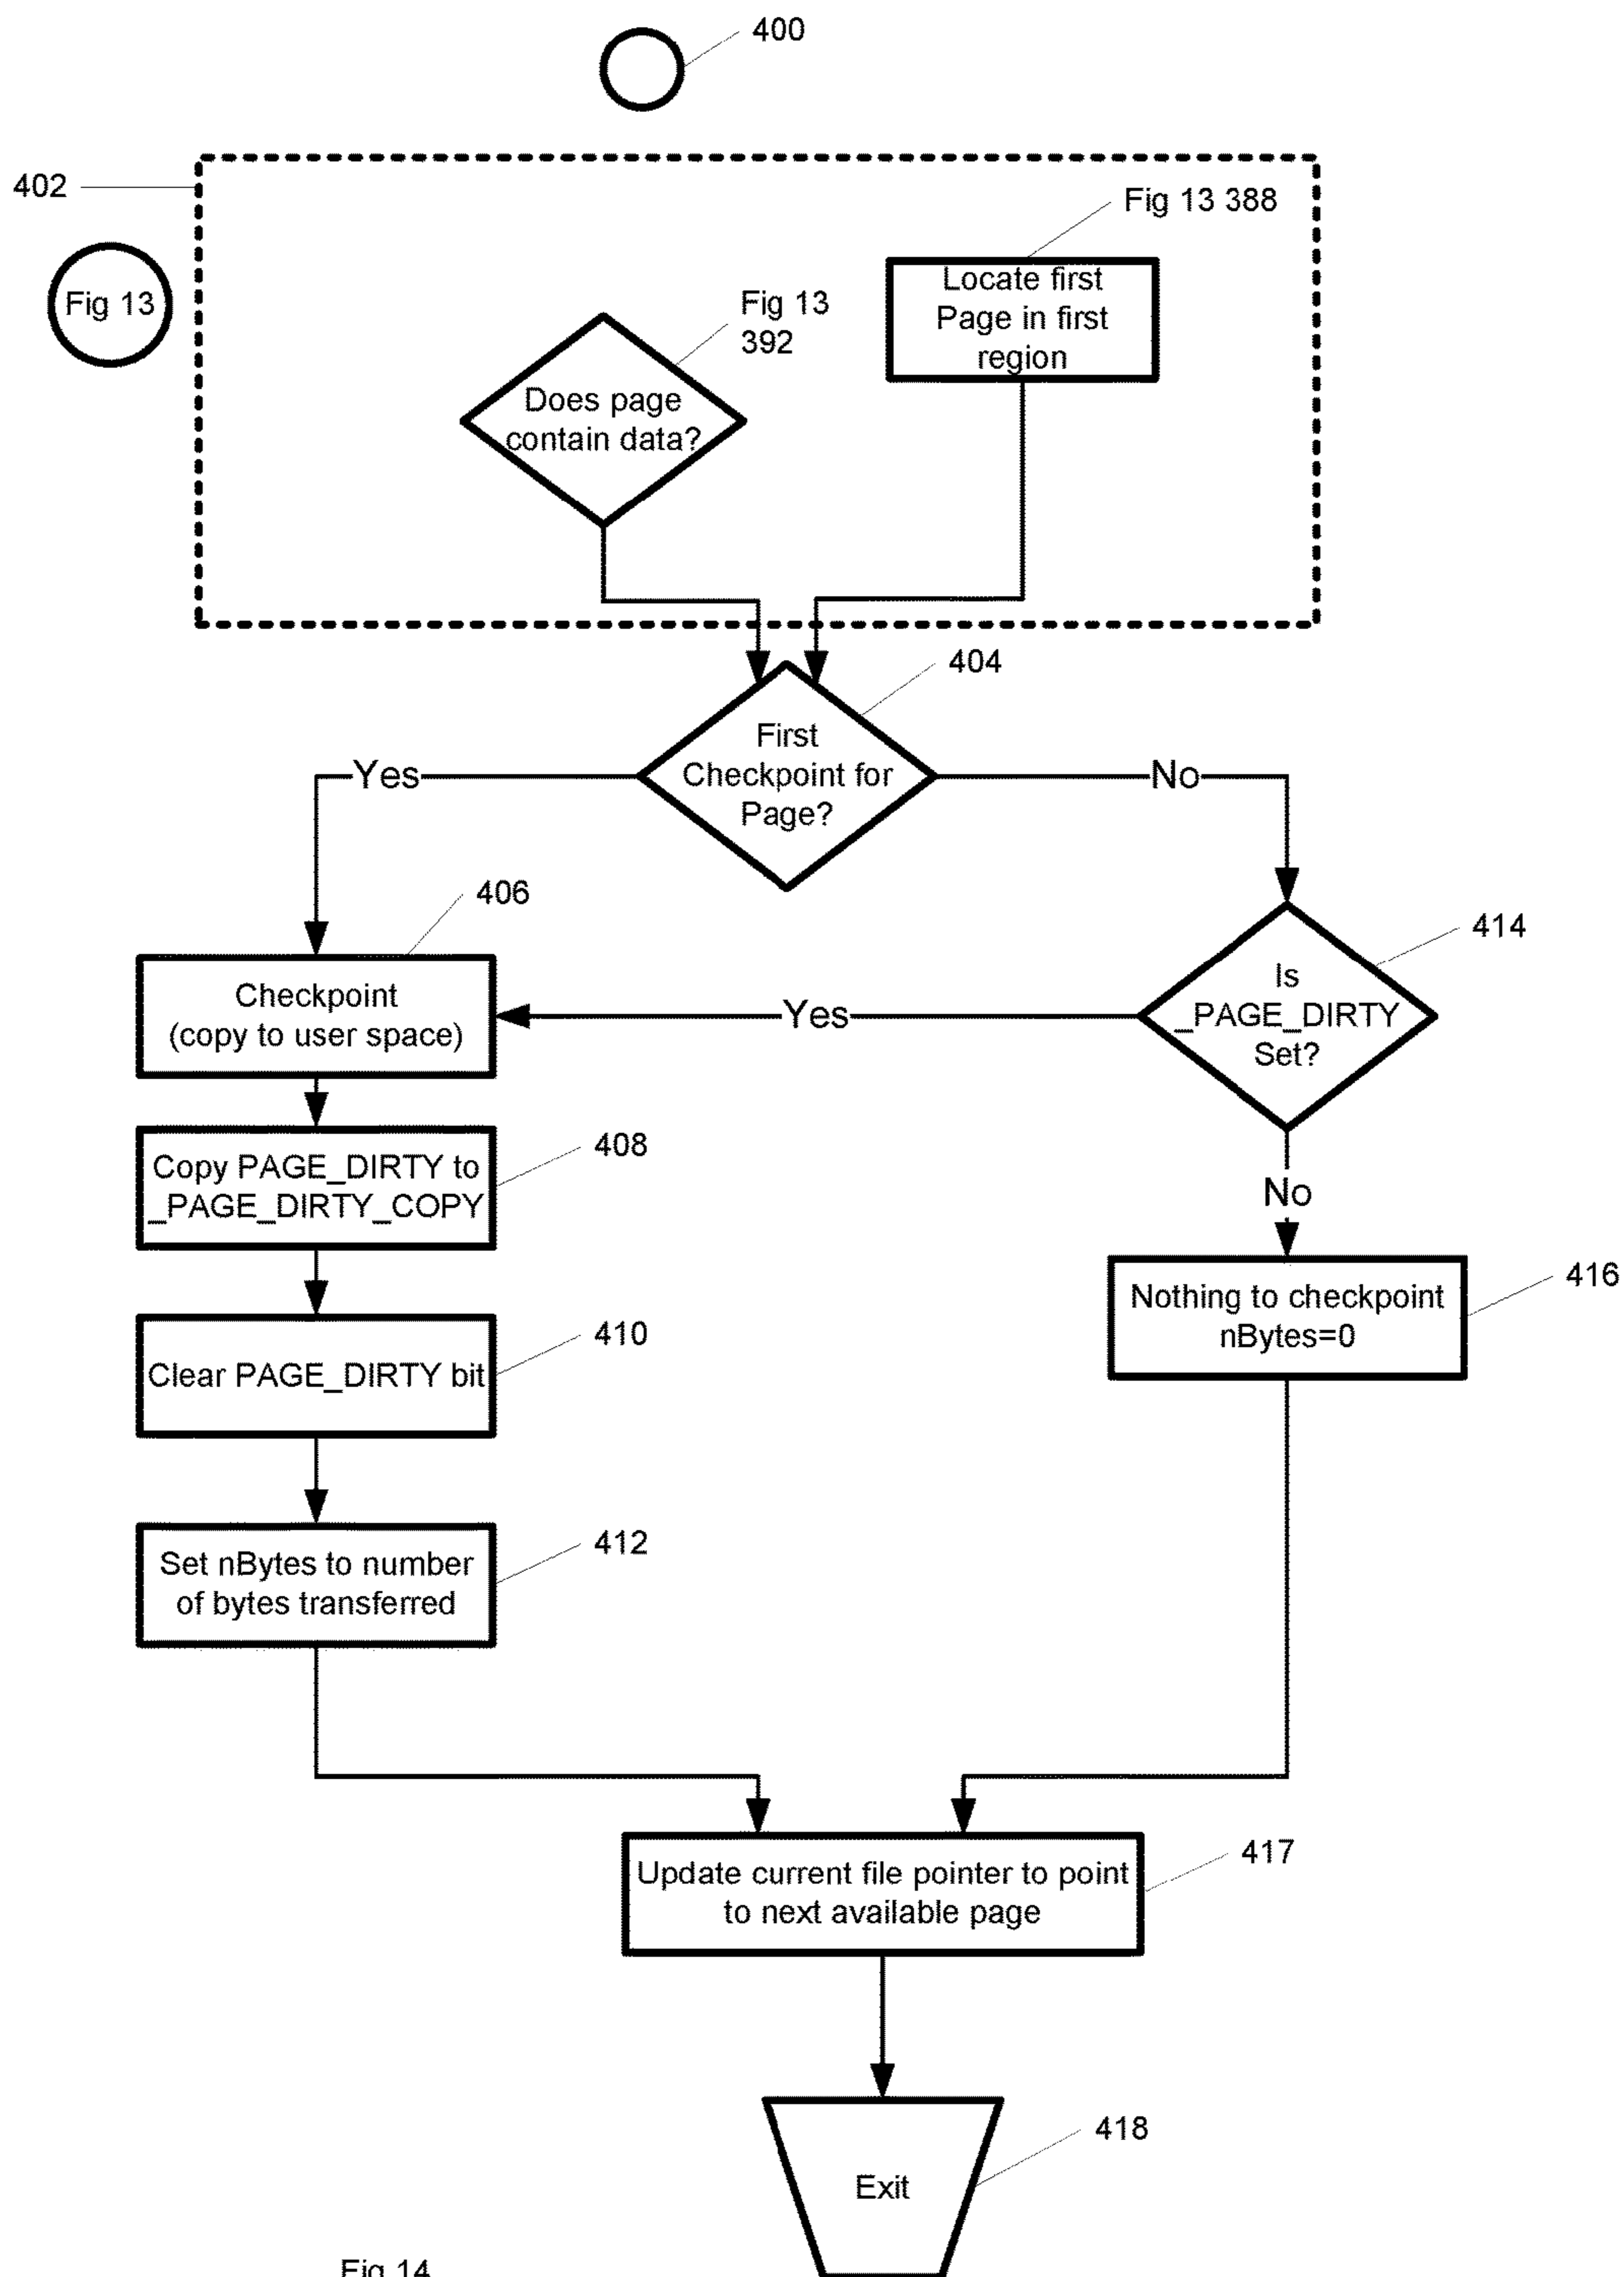 400
402
Fig 13 388
Fig 13
Locate first
Page in first
region
Fig 13
392
Does page
contain data?
404
First
Checkpoint for
Page?
Yes
No
406
414
Checkpoint
(copy to user space)
Yes
Is
_PAGE_DIRTY
Set?
408
Copy PAGE_DIRTY to
_PAGE_DIRTY_COPY
No
416
Nothing to checkpoint
nBytes=0
410
Clear PAGE_DIRTY bit
412
Set nBytes to number
of bytes transferred
417
Update current file pointer to point
to next available page
418
Exit
Fig 14